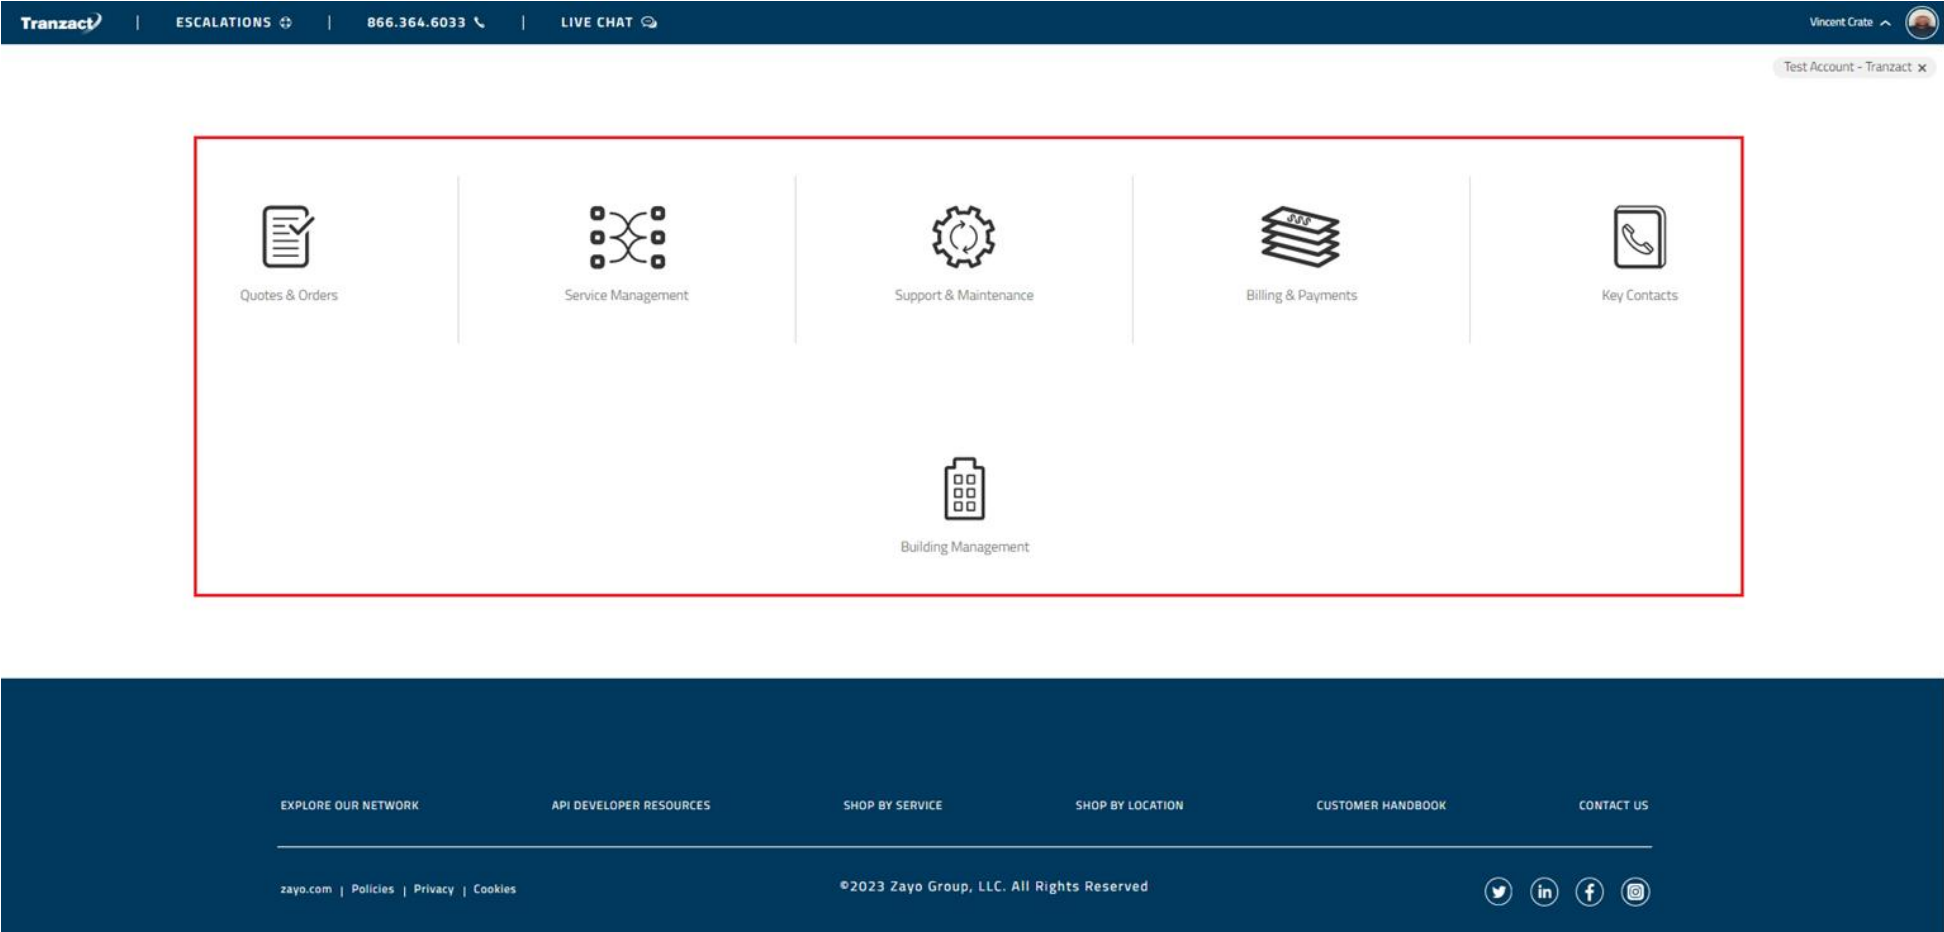 Tranzact | ESCALATIONS | 866.364.6033 | LIVE CHAT Vincent Crate
Test Account - Tranzact x
Quotes & Orders Service Management Support & Maintenance Billing & Payments Key Contacts
Building Management
EXPLORE OUR NETWORK API DEVELOPER RESOURCES SHOP BY SERVICE SHOP BY LOCATION CUSTOMER HANDBOOK CONTACT US
zayo.com | Policies | Privacy | Cookies ©2023 Zayo Group, LLC. All Rights Reserved